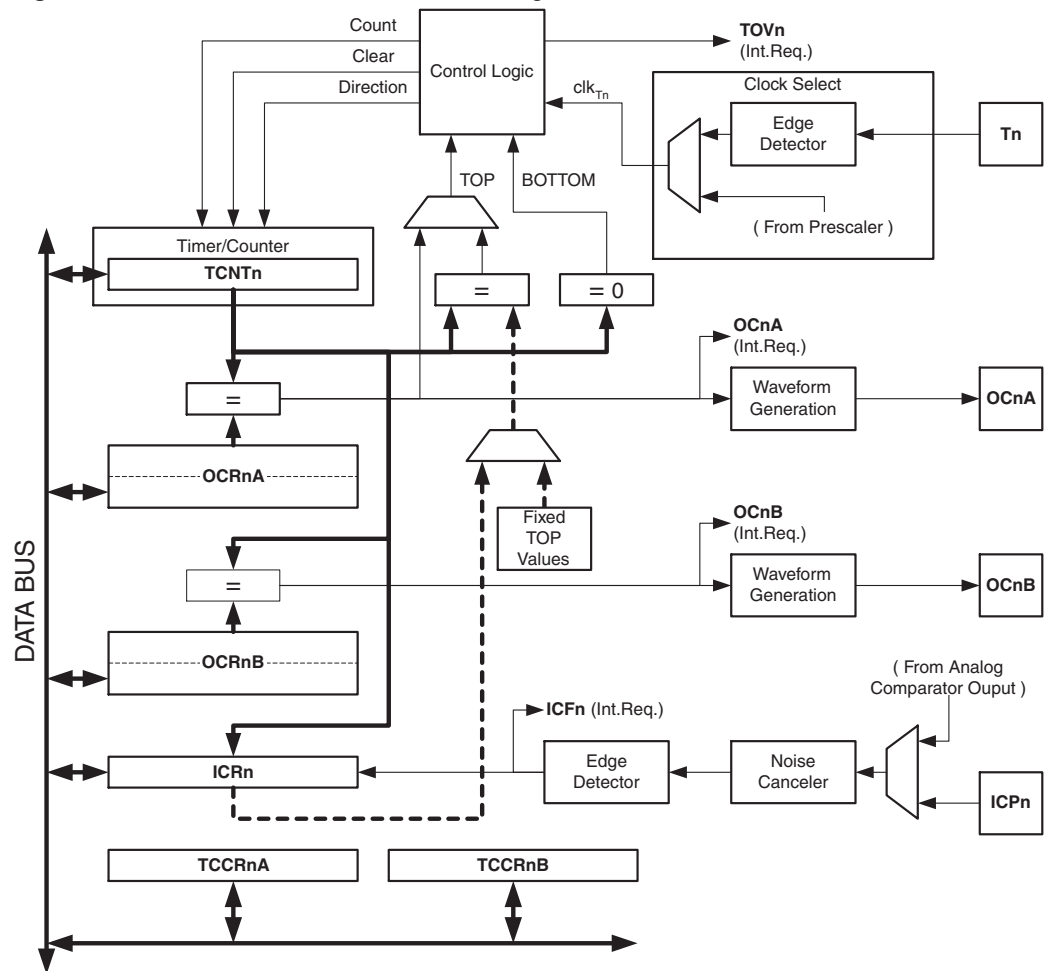 Count
Clear
Direction
Control Logic
TOVn
(Int.Req.)
clkTn
Clock Select
Edge
Detector
Tn
( From Prescaler )
TOP
BOTTOM
Timer/Counter
TCNTn
=
= 0
OCnA
(Int.Req.)
=
Waveform
Generation
OCnA
OCRnA
Fixed
TOP
Values
OCnB
(Int.Req.)
=
Waveform
Generation
OCnB
DATA BUS
OCRnB
( From Analog
Comparator Ouput )
ICFn (Int.Req.)
ICRn
Edge
Detector
Noise
Canceler
ICPn
TCCRnA
TCCRnB